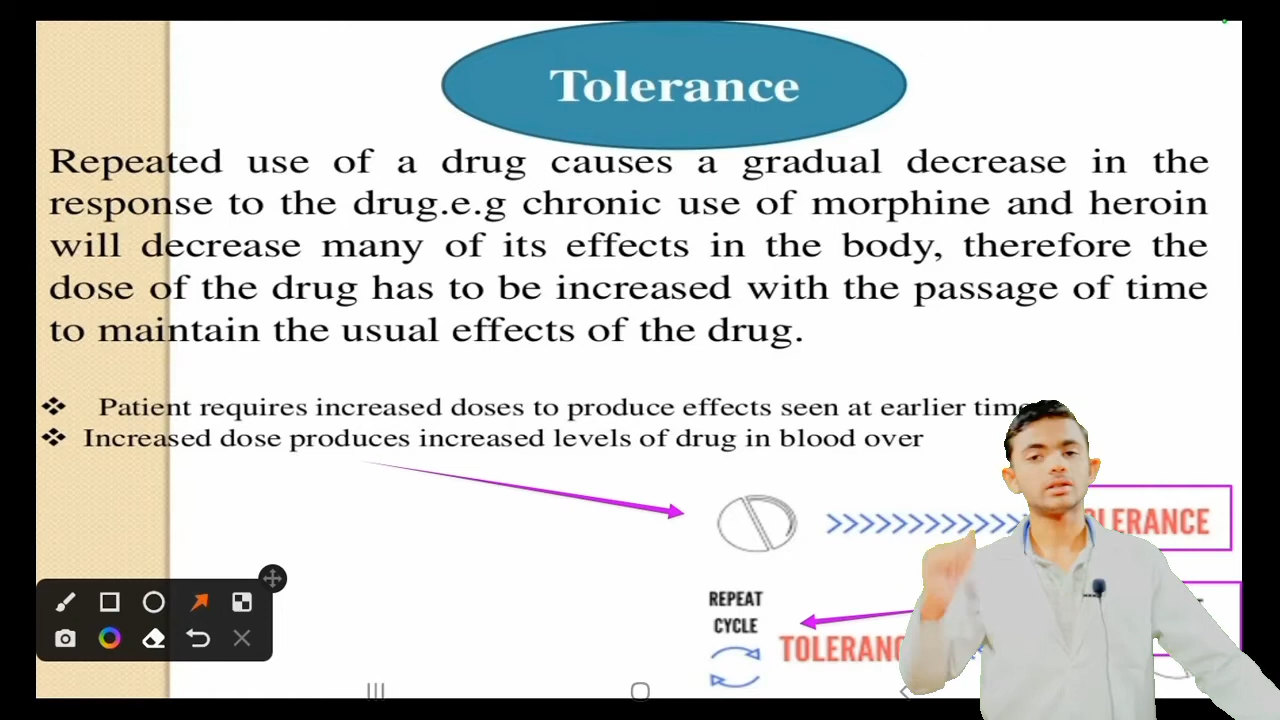 Tolerance
Repeated use of a drug causes a gradual decrease in the
response to the drug.e.g chronic use of morphine and heroin
will decrease many of its effects in the body, therefore the
dose of the drug has to be increased with the passage of time
to maintain the usual effects of the drug.
❖ Patient requires increased doses to produce effects seen at earlier time
❖ Increased dose produces increased levels of drug in blood over
REPEAT
CYCLE